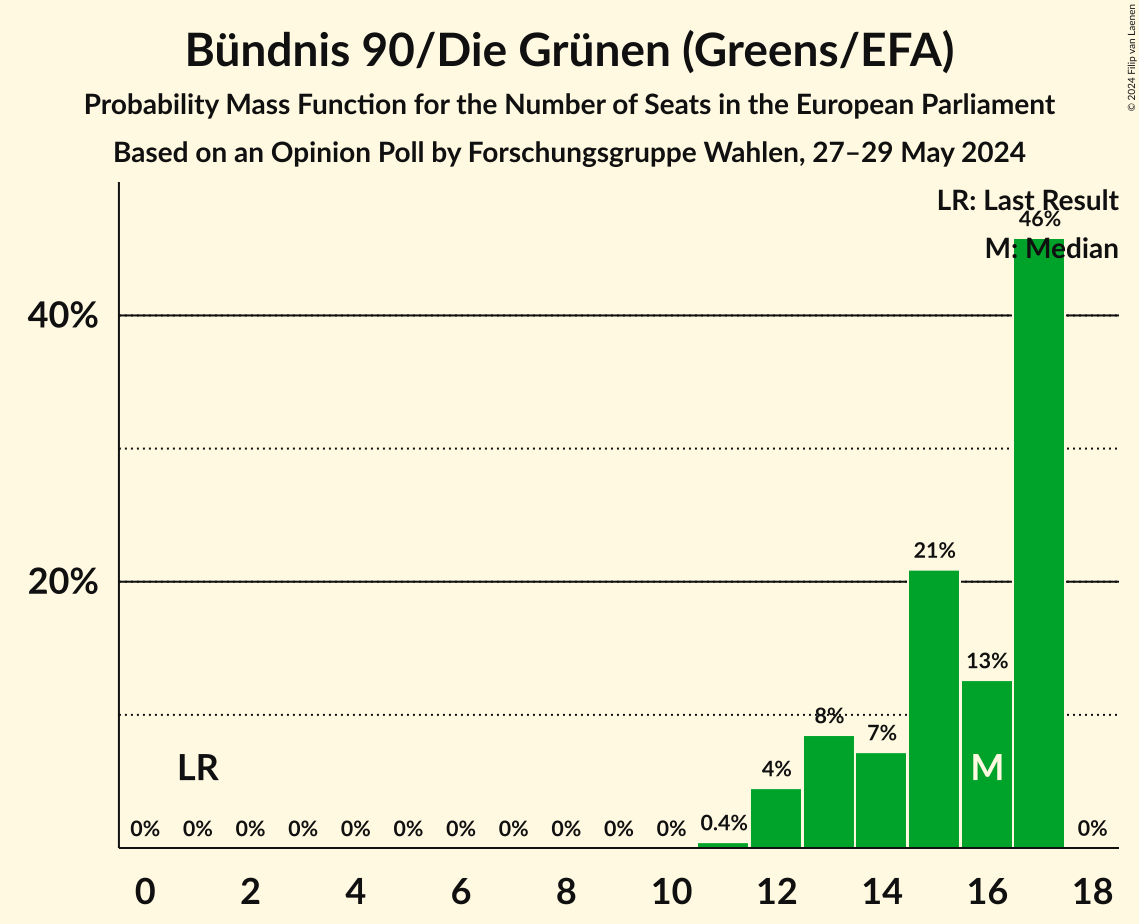 Bündnis 90/Die Grünen (Greens/EFA)
Probability Mass Function for the Number of Seats in the European Parliament
Based on an Opinion Poll by Forschungsgruppe Wahlen, 27–29 May 2024
© 2024 Filip van Laenen
LR: Last Result
46%
M: Median
40%
21%
20%
13%
8%
7%
LR
4%
M
0% 0% 0% 0% 0% 0% 0% 0% 0% 0% 0% 0.4% 0%
0 2 4 6 8 10 12 14 16 18